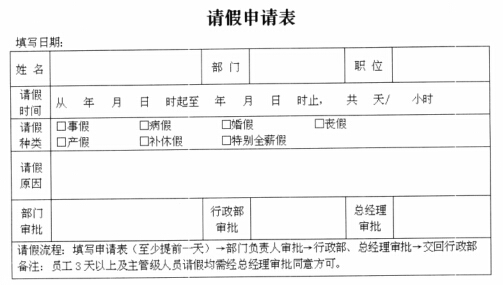 请假申请表
填写日期：
姓 名 部 门 职 位
请假时间 从 年 月 日 时起至 年 月 日 时止， 共 天/ 小时
请假种类 □事假 □病假 □婚假 □丧假
□产假 □补休假 □特别全薪假
请假原因
部门审批 行政部审批 总经理审批
请假流程：填写申请表（至少提前一天）→部门负责人审批→行政部、总经理审批→交回行政部
备注：员工3天以上及主管级人员请假均需经总经理审批同意方可。